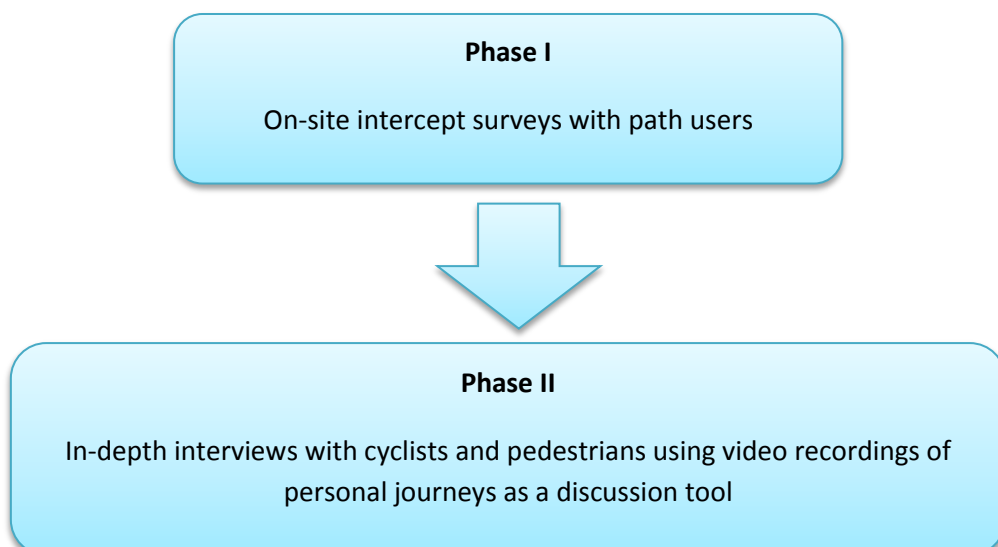 Phase I
On-site intercept surveys with path users
Phase II
In-depth interviews with cyclists and pedestrians using video recordings of
personal journeys as a discussion tool